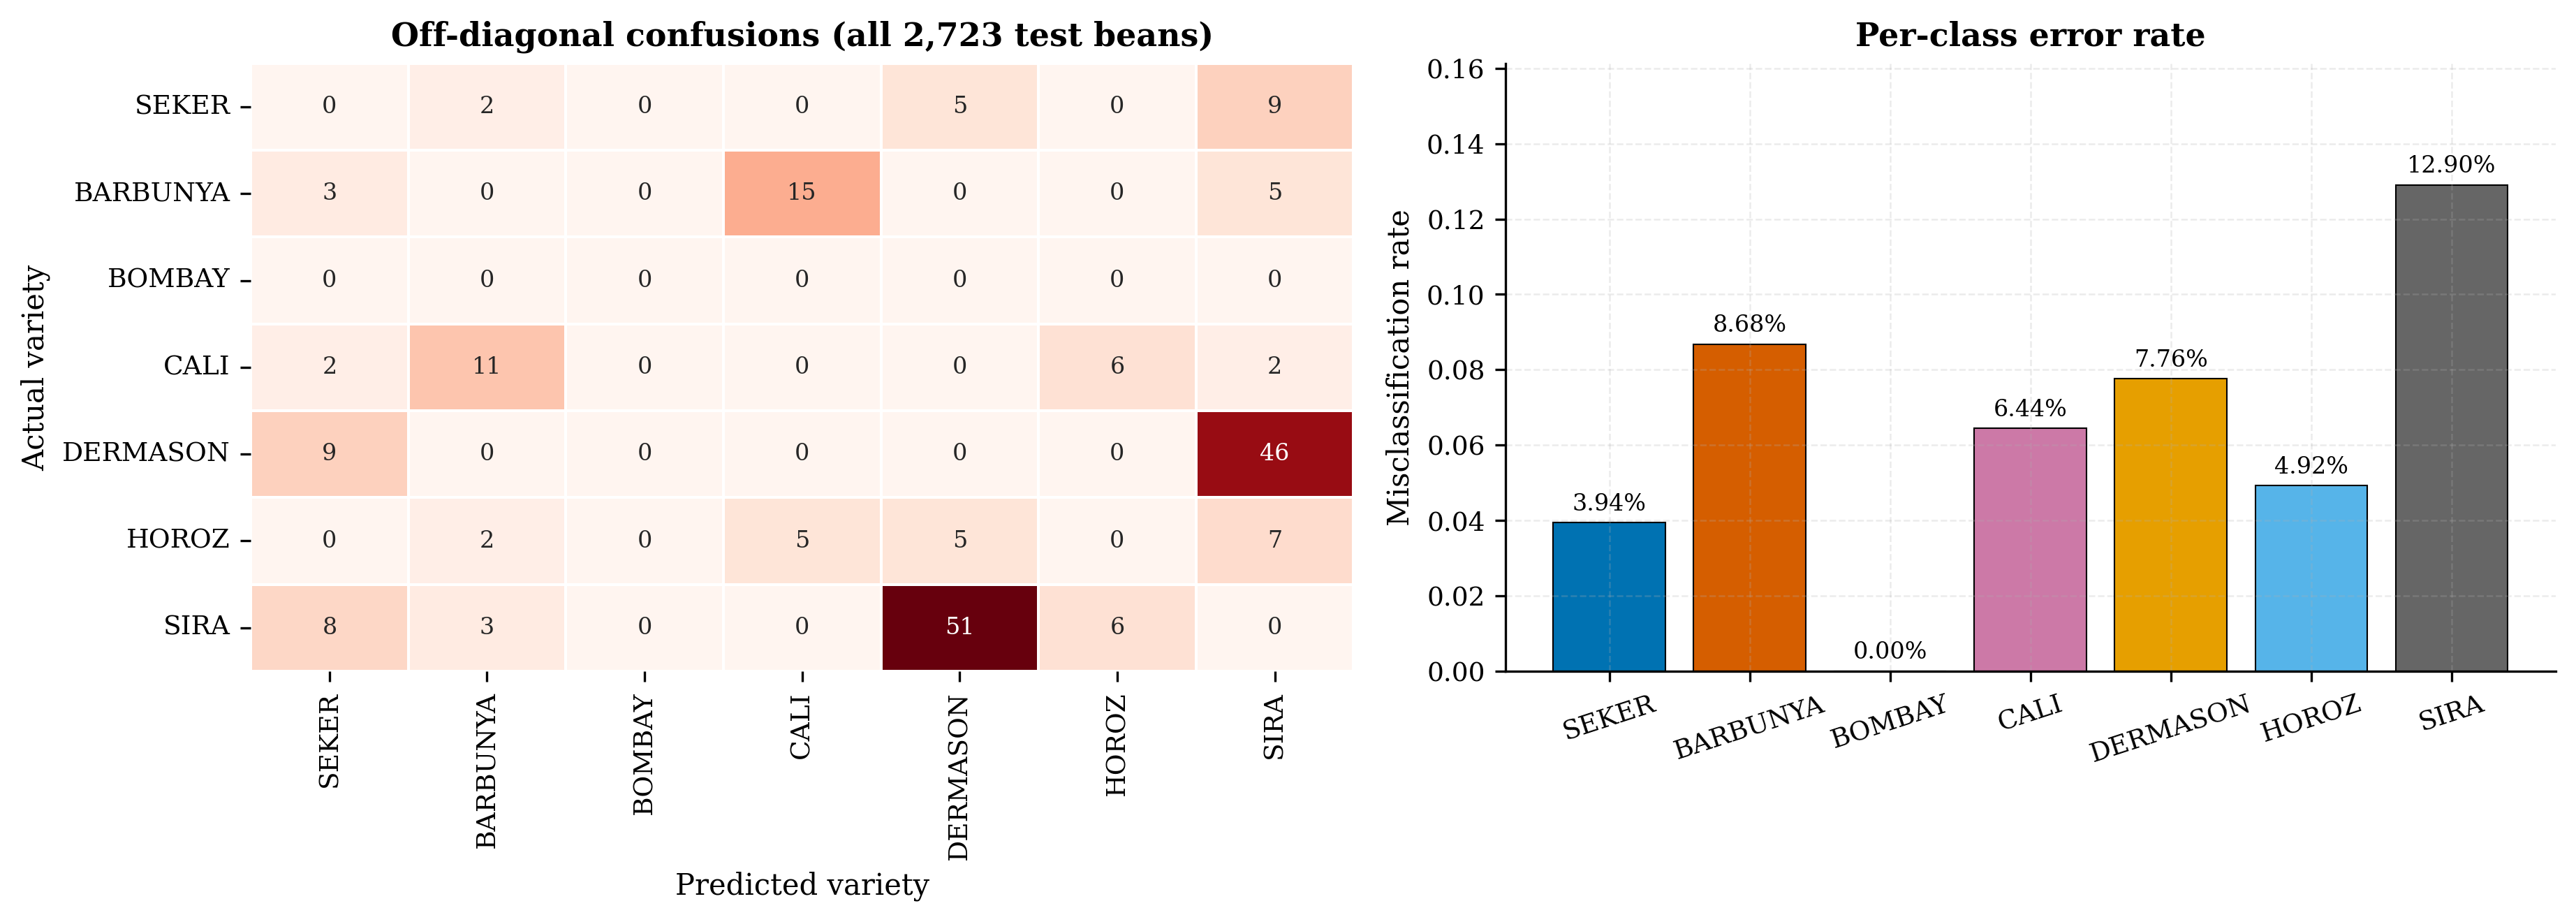 Off-diagonal confusions (all 2,723 test beans)
Actual variety
SEKER 0 2 0 0 5 0 9
BARBUNYA 3 0 0 15 0 0 5
BOMBAY 0 0 0 0 0 0 0
CALI 2 11 0 0 0 6 2
DERMASON 9 0 0 0 0 0 46
HOROZ 0 2 0 5 5 0 7
SIRA 8 3 0 0 51 6 0
SEKER BARBUNYA BOMBAY CALI DERMASON HOROZ SIRA
Predicted variety
Per-class error rate
Misclassification rate
0.16
0.14
0.12
0.10
0.08
0.06
0.04
0.02
0.00
3.94% 8.68% 0.00% 6.44% 7.76% 4.92% 12.90%
SEKER BARBUNYA BOMBAY CALI DERMASON HOROZ SIRA